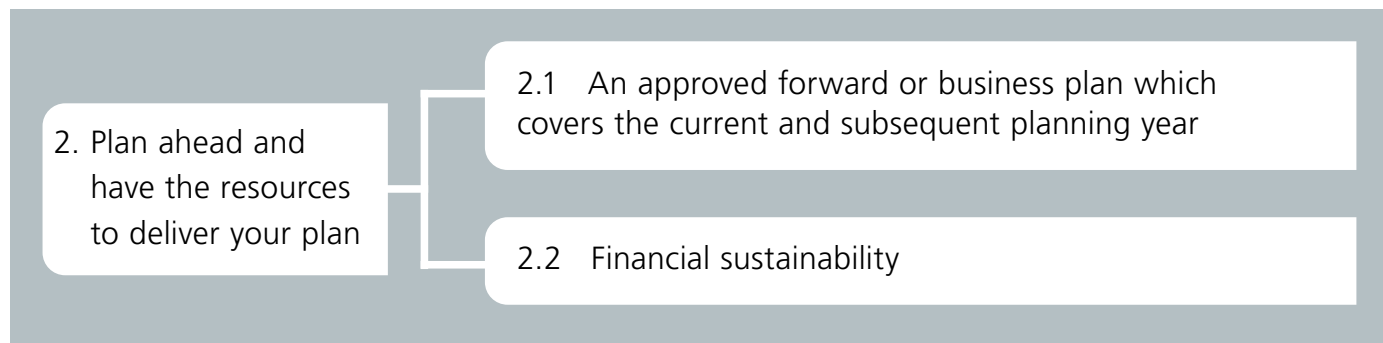 2. Plan ahead and
have the resources
to deliver your plan
2.1 An approved forward or business plan which
covers the current and subsequent planning year
2.2 Financial sustainability